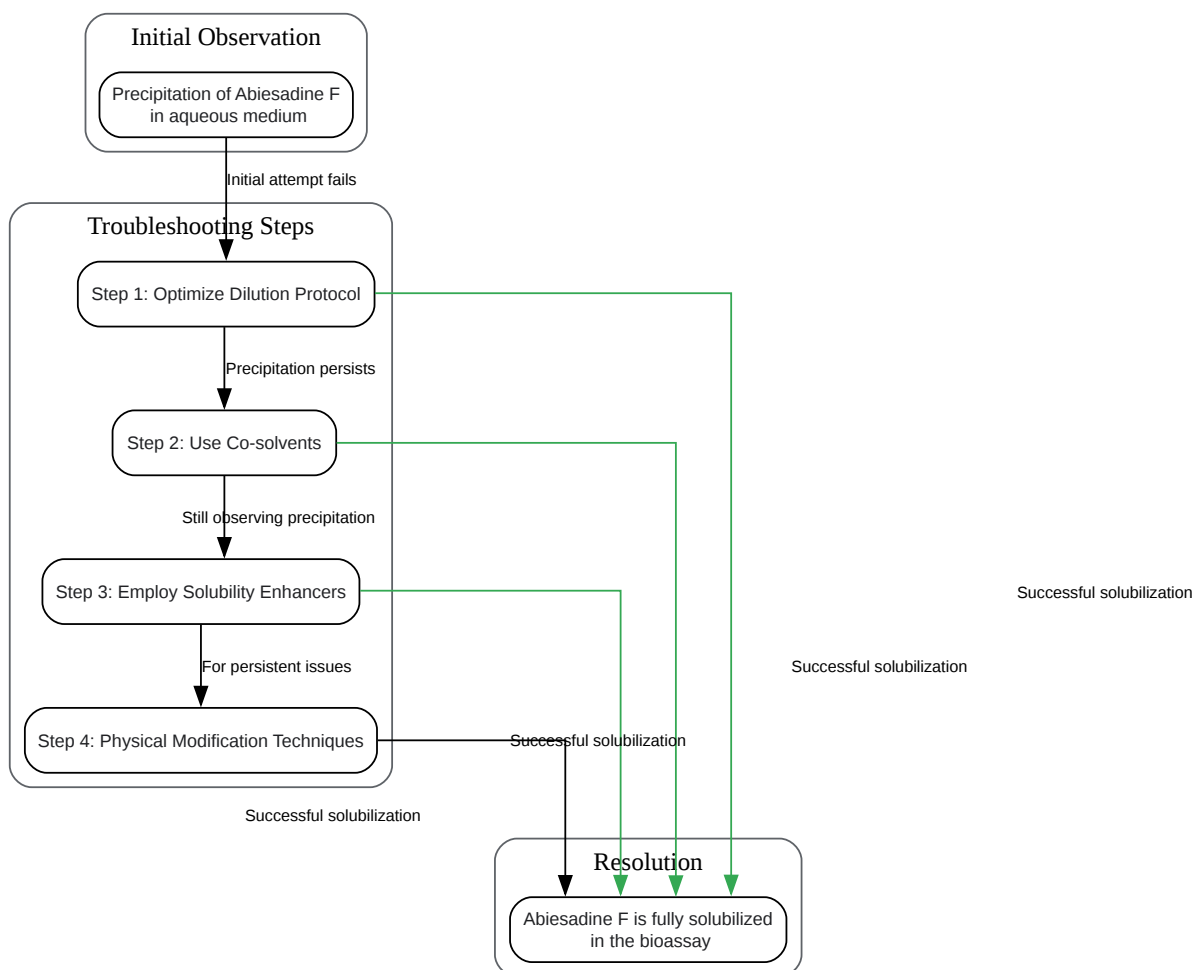 Initial Observation
Precipitation of Abiesadine F
in aqueous medium
Initial attempt fails
Troubleshooting Steps
Step 1: Optimize Dilution Protocol
Precipitation persists
Step 2: Use Co-solvents
Still observing precipitation
Step 3: Employ Solubility Enhancers
Successful solubilization
For persistent issues
Successful solubilization
Step 4: Physical Modification Techniques
Successful solubilization
Successful solubilization
Resolution
Abiesadine F is fully solubilized
in the bioassay